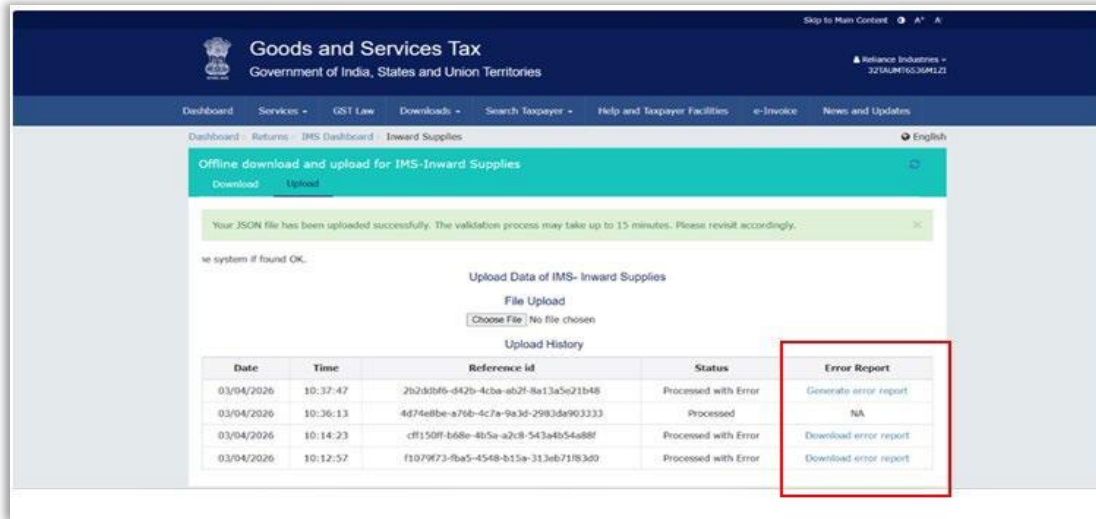 Skip to Main Content A+ A
Goods and Services Tax
Government of India, States and Union Territories
Reliance Industries
32TAUMT6536M1Z1
Dashboard Services GST Law Downloads Search Taxpayer Help and Taxpayer Facilities e-Invoice News and Updates
Dashboard Returns IMS Dashboard Inward Supplies English
Offline download and upload for IMS-Inward Supplies
Download Upload
Your JSON file has been uploaded successfully. The validation process may take up to 15 minutes. Please revisit accordingly.
system if found OK.
Upload Data of IMS- Inward Supplies
File Upload
Choose File No file chosen
Upload History
Date Time Reference id Status Error Report
03/04/2026 10:37:47 2b2ddbf6-d42b-4cba-ab2f-8a13a5e21b48 Processed with Error Generate error report
03/04/2026 10:36:13 4d74e8be-a76b-4c7a-9a3d-2983da903333 Processed NA
03/04/2026 10:14:23 cff150ff-b68e-4b5a-a2c8-543a4b54a88f Processed with Error Download error report
03/04/2026 10:12:57 f1079f73-fba5-4548-b15a-313eb71f83d0 Processed with Error Download error report